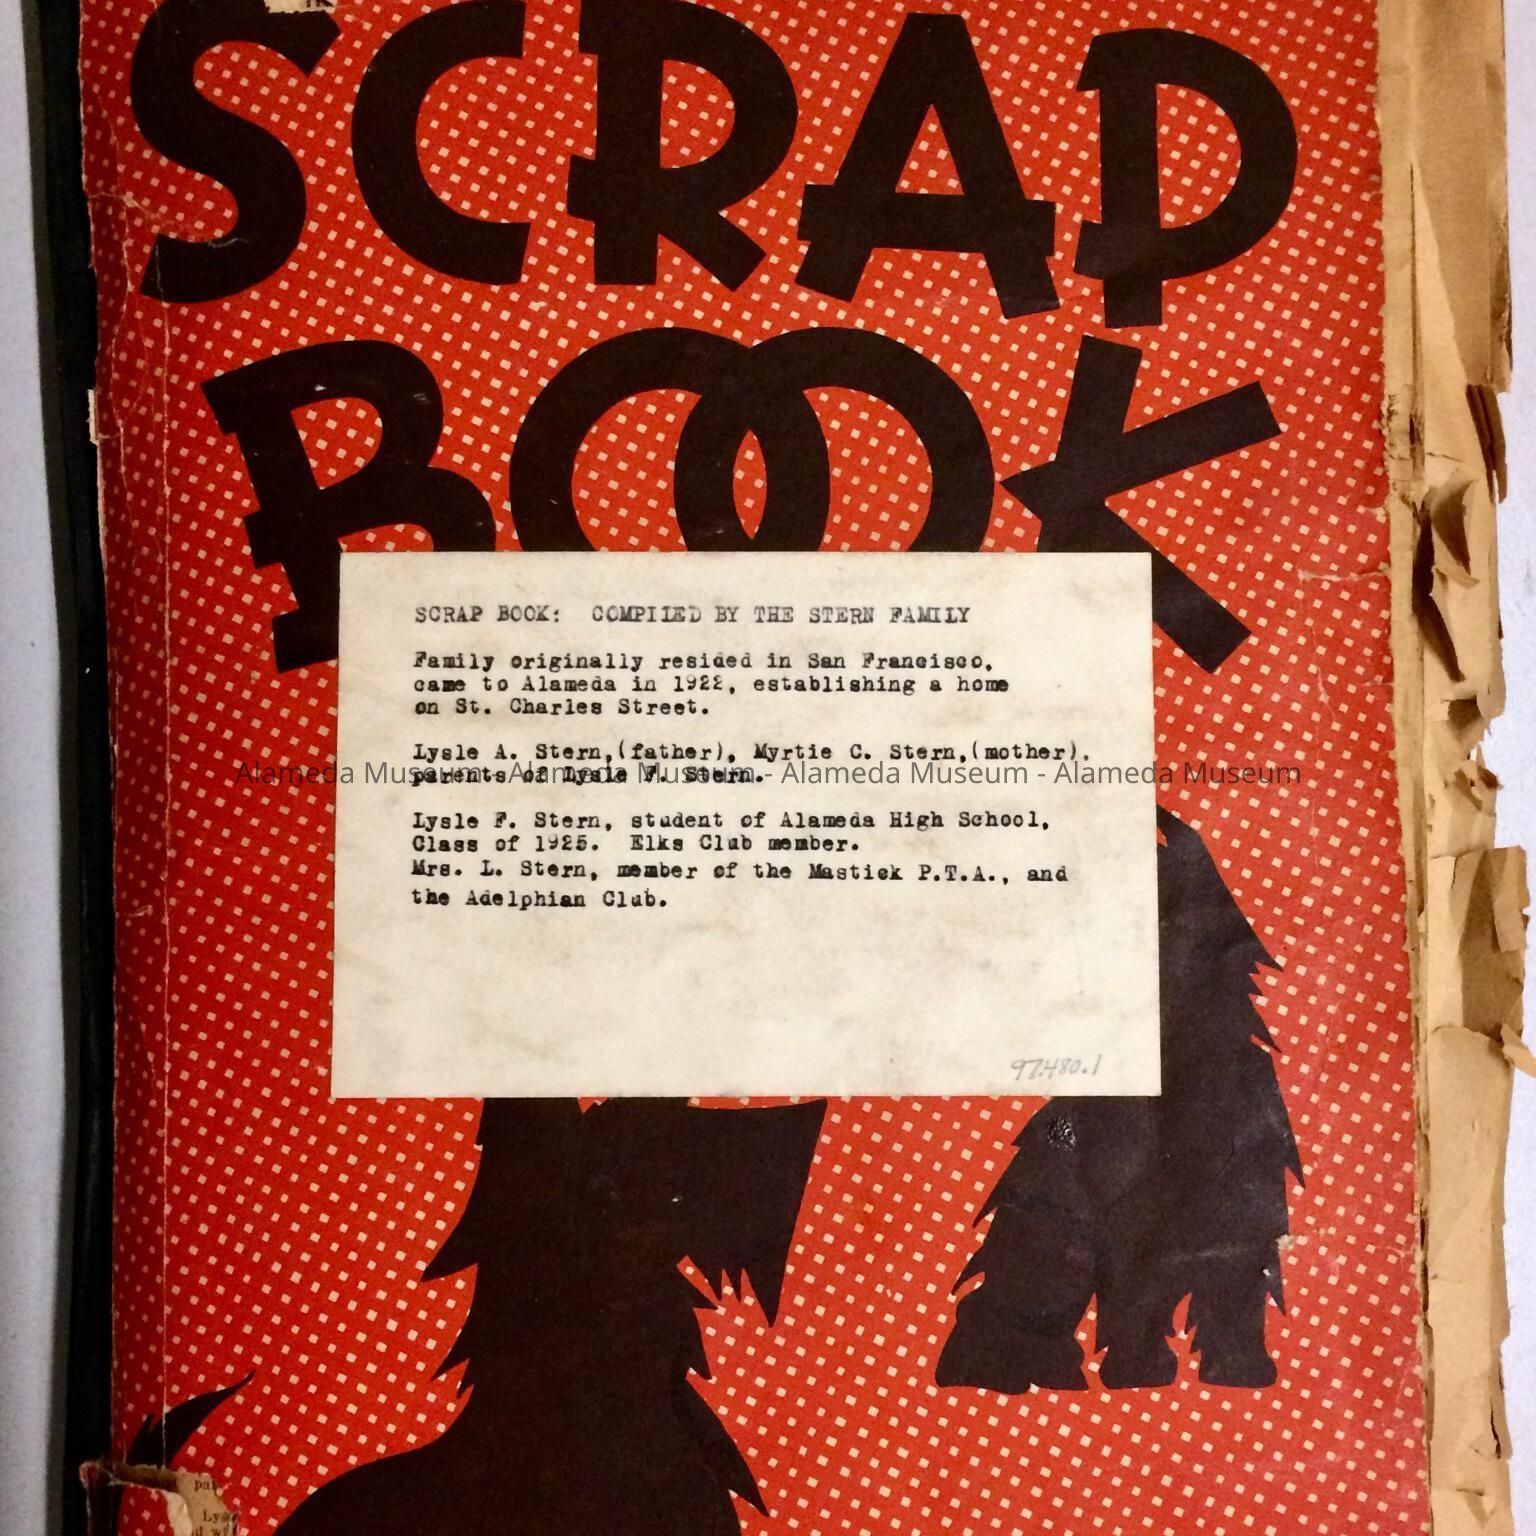 SCRAP
BOOK
SCRAP BOOK: COMPILED BY THE STERN FAMILY
Family originally resided in San Francisco,
came to Alameda in 1922, establishing a home
on St. Charles Street.
Lysle A. Stern,(father), Myrtie C. Stern,(mother).
parents of Lysle F. Stern.
Alameda Museum - Alameda Museum - Alameda Museum - Alameda Museum
Lysle F. Stern, student of Alameda High School,
Class of 1925. Elks Club member.
Mrs. L. Stern, member of the Mastick P.T.A., and
the Adelphian Club.
97.480.1